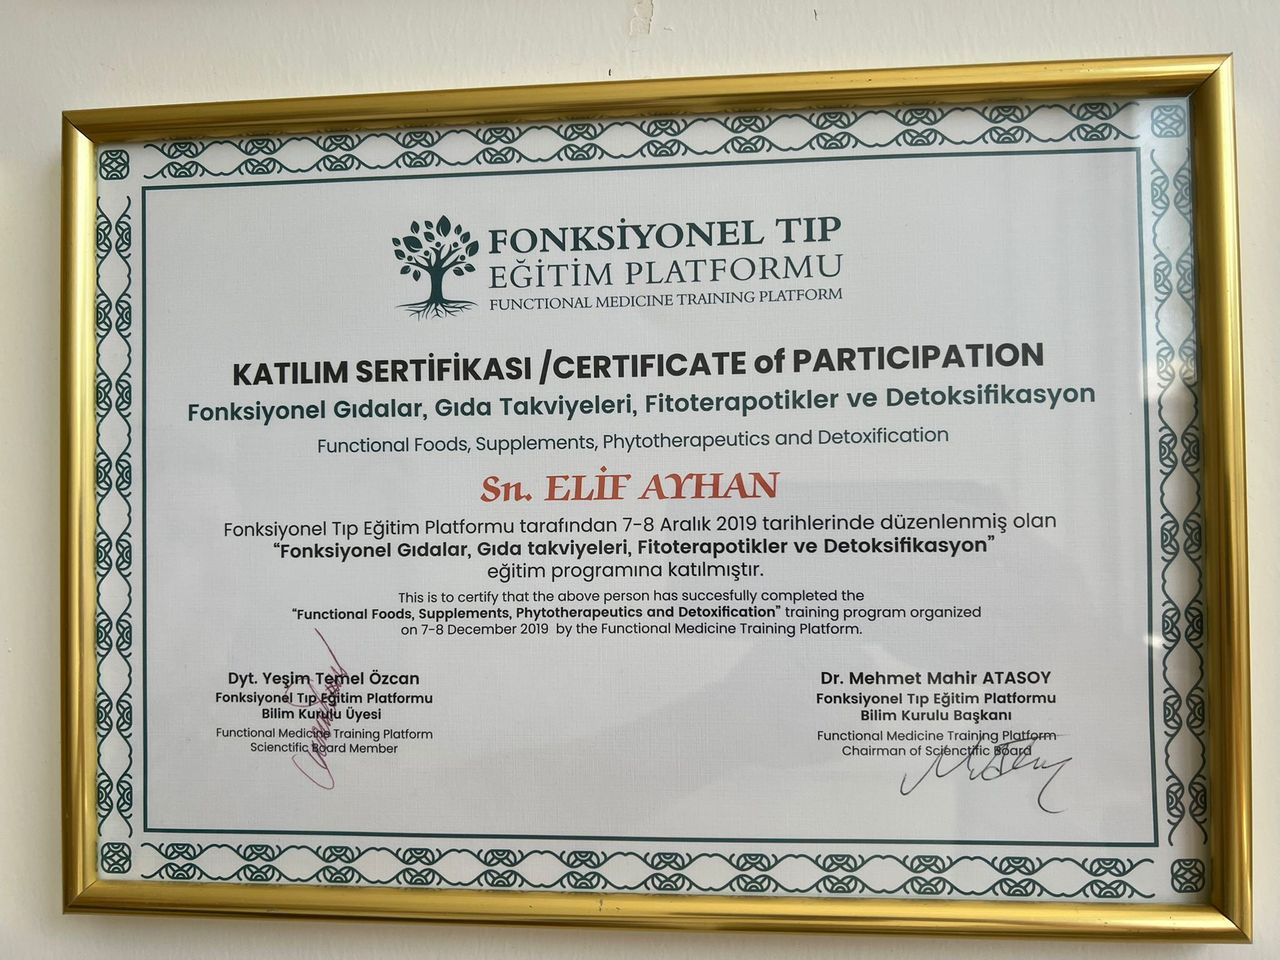 FONKSİYONEL TIP
EĞİTİM PLATFORMU
FUNCTIONAL MEDICINE TRAINING PLATFORM
KATILIM SERTİFİKASI /CERTIFICATE of PARTICIPATION
Fonksiyonel Gıdalar, Gıda Takviyeleri, Fitoterapotikler ve Detoksifikasyon
Functional Foods, Supplements, Phytotherapeutics and Detoxification
Sn. ELİF AYHAN
Fonksiyonel Tıp Eğitim Platformu tarafından 7-8 Aralık 2019 tarihlerinde düzenlenmiş olan
"Fonksiyonel Gıdalar, Gıda takviyeleri, Fitoterapotikler ve Detoksifikasyon"
eğitim programına katılmıştır.
This is to certify that the above person has succesfully completed the
"Functional Foods, Supplements, Phytotherapeutics and Detoxification" training program organized
on 7-8 December 2019 by the Functional Medicine Training Platform.
Dyt. Yeşim Temel Özcan
Fonksiyonel Tıp Eğitim Platformu
Bilim Kurulu Üyesi
Functional Medicine Training Platform
Scienctific Board Member
Dr. Mehmet Mahir ATASOY
Fonksiyonel Tıp Eğitim Platformu
Bilim Kurulu Başkanı
Functional Medicine Training Platform
Chairman of Scienctific Board